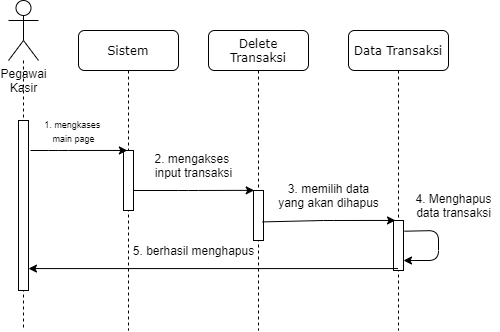 Pegawai
Kasir
Sistem
Delete
Transaksi
Data Transaksi
1. mengkases
main page
2. mengakses
input transaksi
3. memilih data
yang akan dihapus
4. Menghapus
data transaksi
5. berhasil menghapus